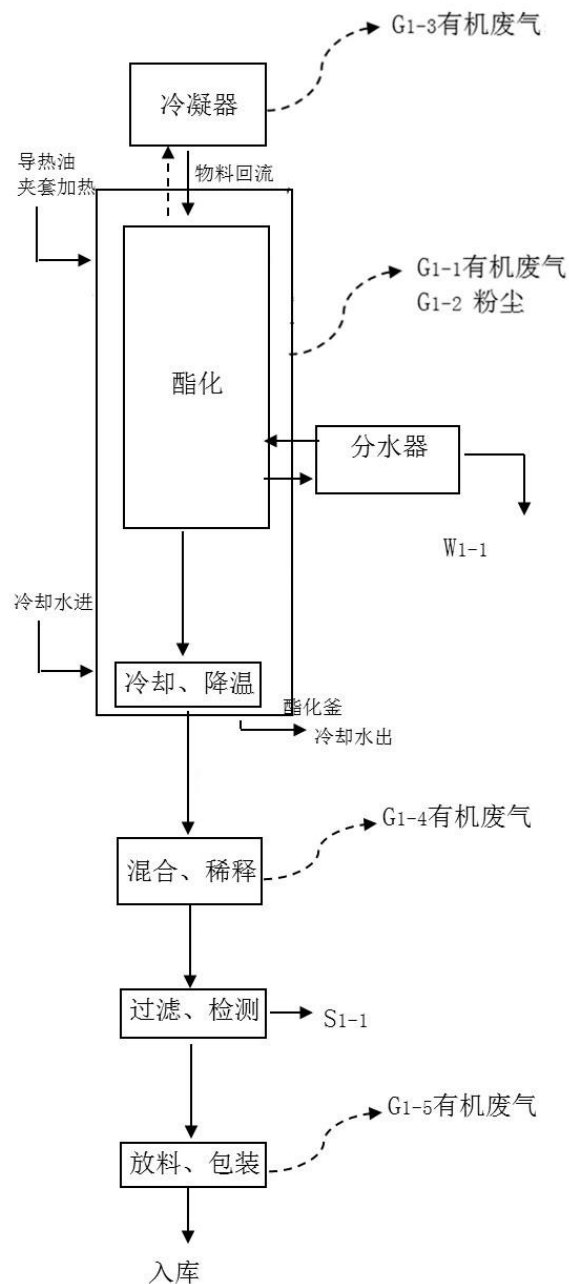 G1-3有机废气
冷凝器
导热油
夹套加热
物料回流
G1-1有机废气
G1-2 粉尘
酯化
分水器
W1-1
冷却水进
冷却、降温
酯化釜
冷却水出
G1-4有机废气
混合、稀释
过滤、检测
S1-1
G1-5有机废气
放料、包装
入库